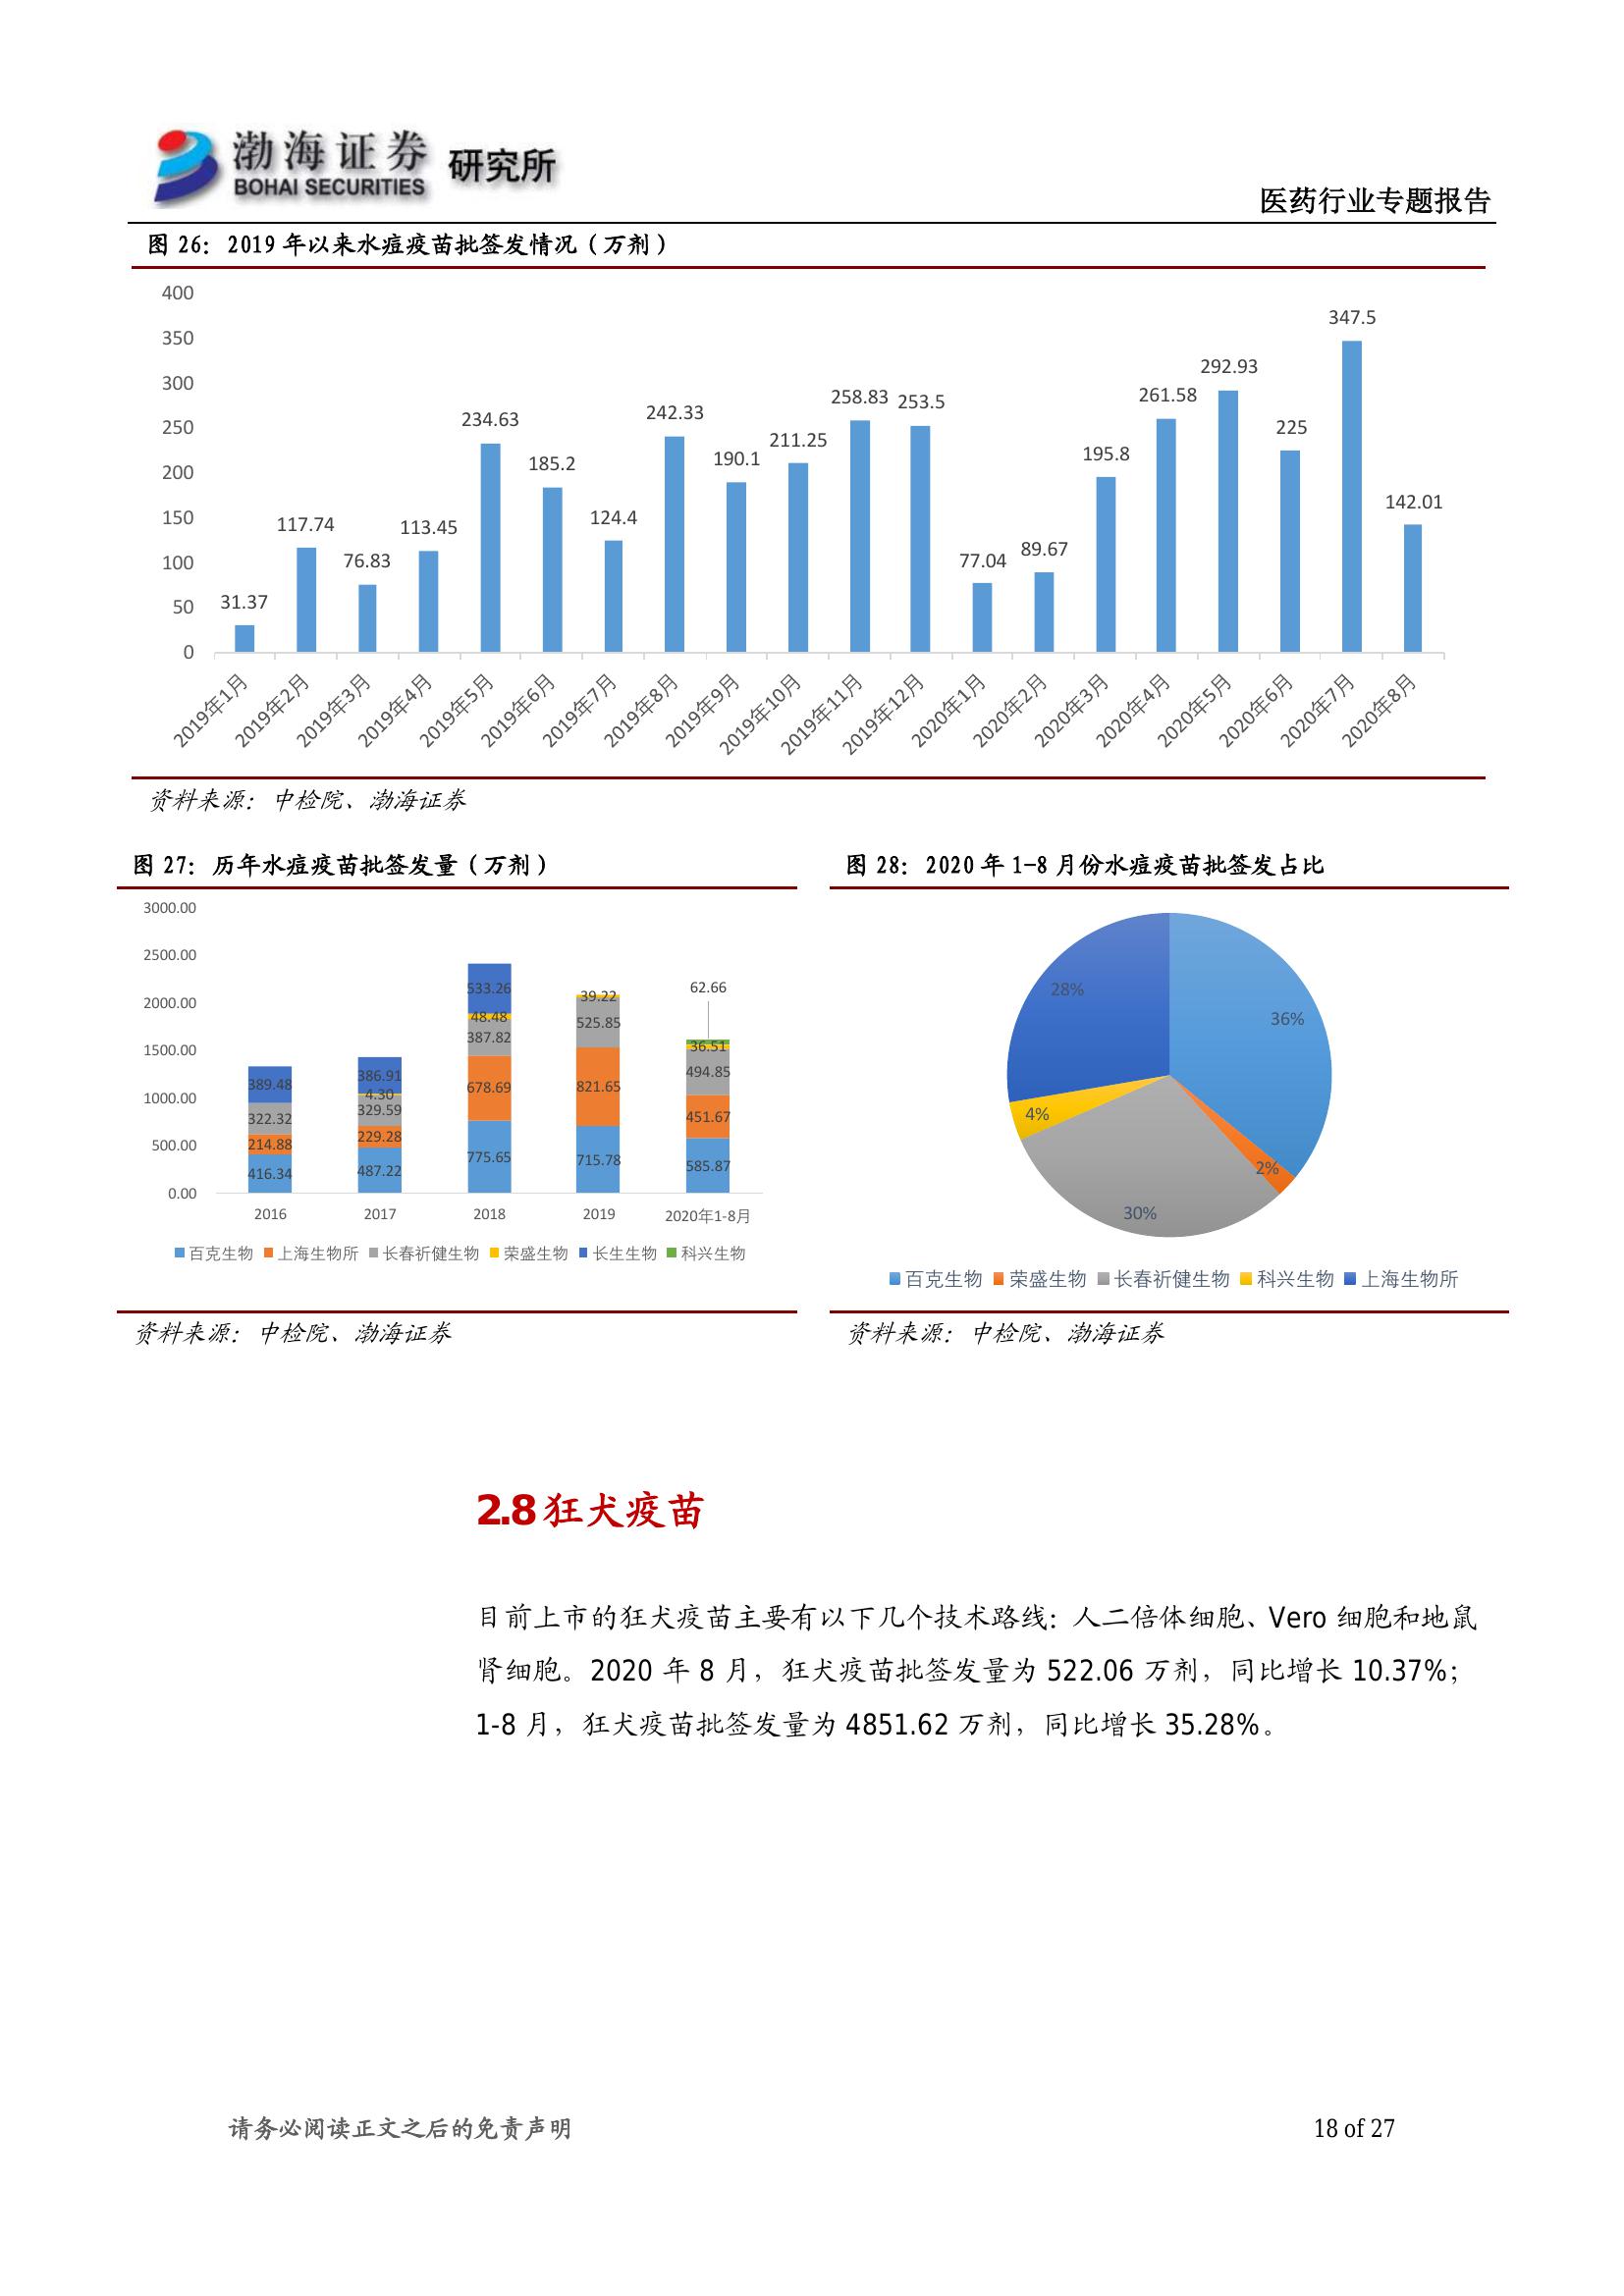 渤海证券 研究所
BOHAI SECURITIES
医药行业专题报告
图 26：2019 年以来水痘疫苗批签发情况（万剂）
400
350
300
250
200
150
100
50
0
31.37
117.74
76.83
113.45
234.63
185.2
124.4
242.33
190.1
211.25
258.83
253.5
77.04
89.67
195.8
261.58
292.93
225
347.5
142.01
2019年1月
2019年2月
2019年3月
2019年4月
2019年5月
2019年6月
2019年7月
2019年8月
2019年9月
2019年10月
2019年11月
2019年12月
2020年1月
2020年2月
2020年3月
2020年4月
2020年5月
2020年6月
2020年7月
2020年8月
资料来源：中检院、渤海证券
图 27：历年水痘疫苗批签发量（万剂）
3000.00
2500.00
2000.00
1500.00
1000.00
500.00
0.00
389.48
322.32
214.88
416.34
386.91
4.30
329.59
229.28
487.22
533.26
48.48
387.82
678.69
775.65
39.22
525.85
821.65
715.78
62.66
36.51
494.85
451.67
585.87
2016
2017
2018
2019
2020年1-8月
百克生物 上海生物所 长春祈健生物 荣盛生物 长生生物 科兴生物
资料来源：中检院、渤海证券
图 28：2020 年 1-8 月份水痘疫苗批签发占比
28%
36%
4%
2%
30%
百克生物 荣盛生物 长春祈健生物 科兴生物 上海生物所
资料来源：中检院、渤海证券
2.8 狂犬疫苗
目前上市的狂犬疫苗主要有以下几个技术路线：人二倍体细胞、Vero 细胞和地鼠
肾细胞。2020 年 8 月，狂犬疫苗批签发量为 522.06 万剂，同比增长 10.37%；
1-8 月，狂犬疫苗批签发量为 4851.62 万剂，同比增长 35.28%。
请务必阅读正文之后的免责声明
18 of 27